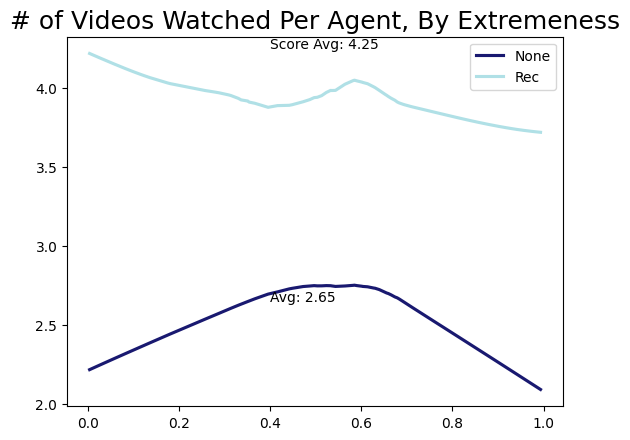 # of Videos Watched Per Agent, By Extremeness
Score Avg: 4.25
None
Rec
4.0
3.5
3.0
Avg: 2.65
2.5
2.0
0.0 0.2 0.4 0.6 0.8 1.0